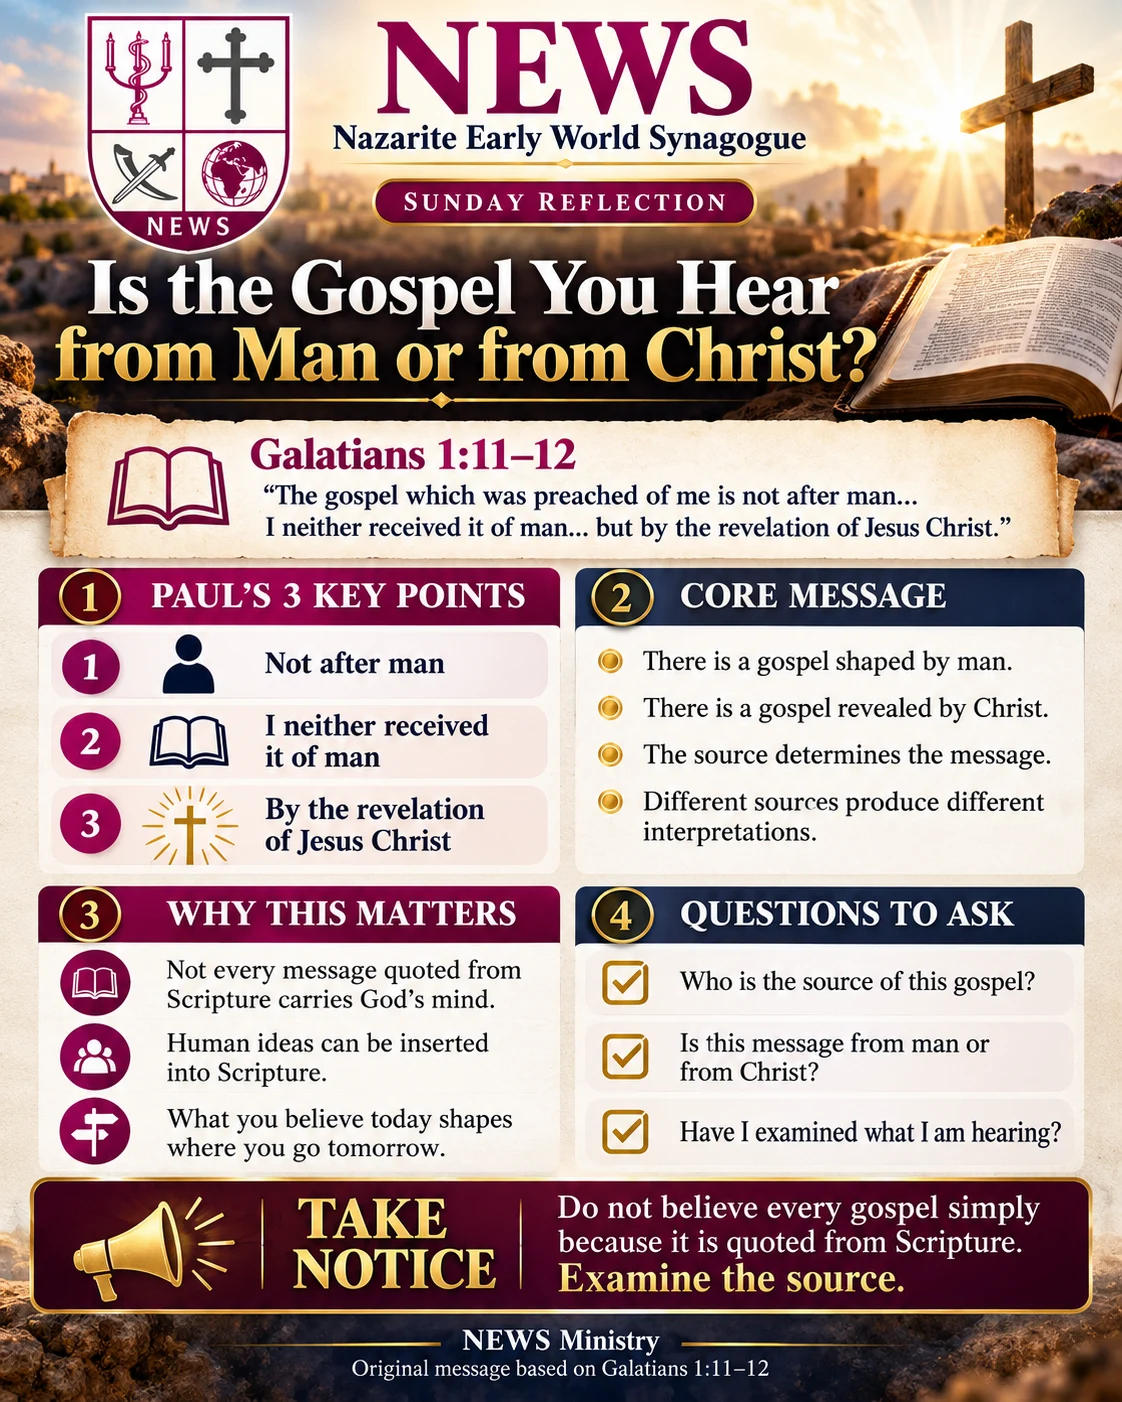 NEWS
NEWS
Nazarite Early World Synagogue
SUNDAY REFLECTION
Is the Gospel You Hear
from Man or from Christ?
Galatians 1:11–12
“The gospel which was preached of me is not after man...
I neither received it of man... but by the revelation of Jesus Christ.”
1 PAUL’S 3 KEY POINTS
1 Not after man
2 I neither received
it of man
3 By the revelation
of Jesus Christ
2 CORE MESSAGE
There is a gospel shaped by man.
There is a gospel revealed by Christ.
The source determines the message.
Different sources produce different
interpretations.
3 WHY THIS MATTERS
Not every message quoted from
Scripture carries God’s mind.
Human ideas can be inserted
into Scripture.
What you believe today shapes
where you go tomorrow.
4 QUESTIONS TO ASK
Who is the source of this gospel?
Is this message from man or
from Christ?
Have I examined what I am hearing?
TAKE
NOTICE
Do not believe every gospel simply
because it is quoted from Scripture.
Examine the source.
NEWS Ministry
Original message based on Galatians 1:11–12